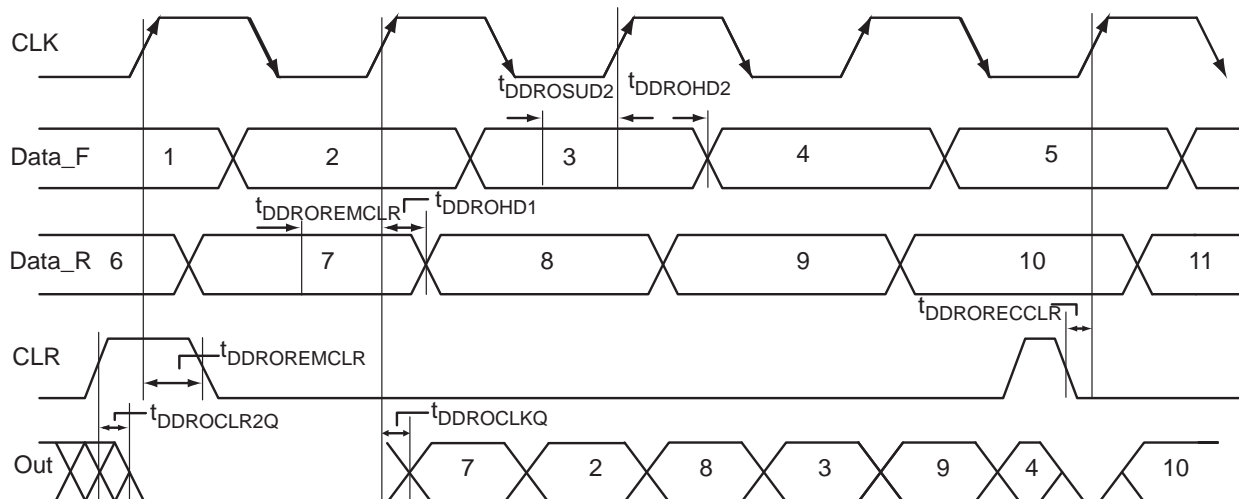 CLK
tDDROSUD2 tDDROHD2
Data_F 1 2 3 4 5
tDDROREMCLR tDDROHD1
Data_R 6 7 8 9 10 11
tDDRORECCLR
CLR tDDROREMCLR
tDDROCLR2Q tDDROCLKQ
Out 7 2 8 3 9 4 10